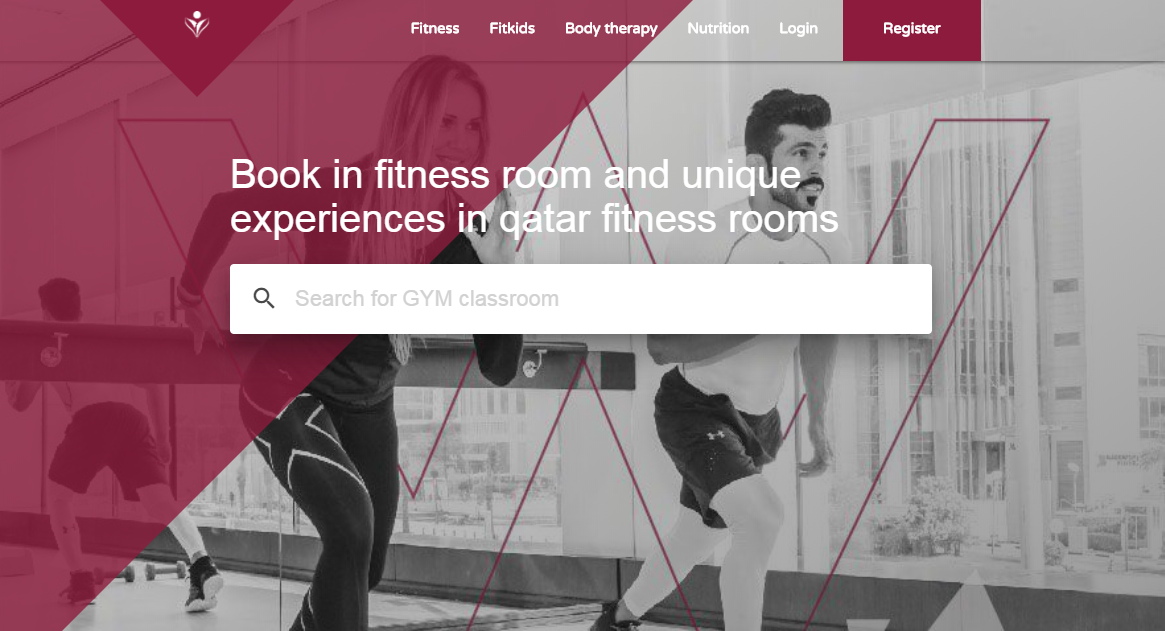 Fitness Fitkids Body therapy Nutrition Login Register
Book in fitness room and unique
experiences in qatar fitness rooms
Search for GYM classroom